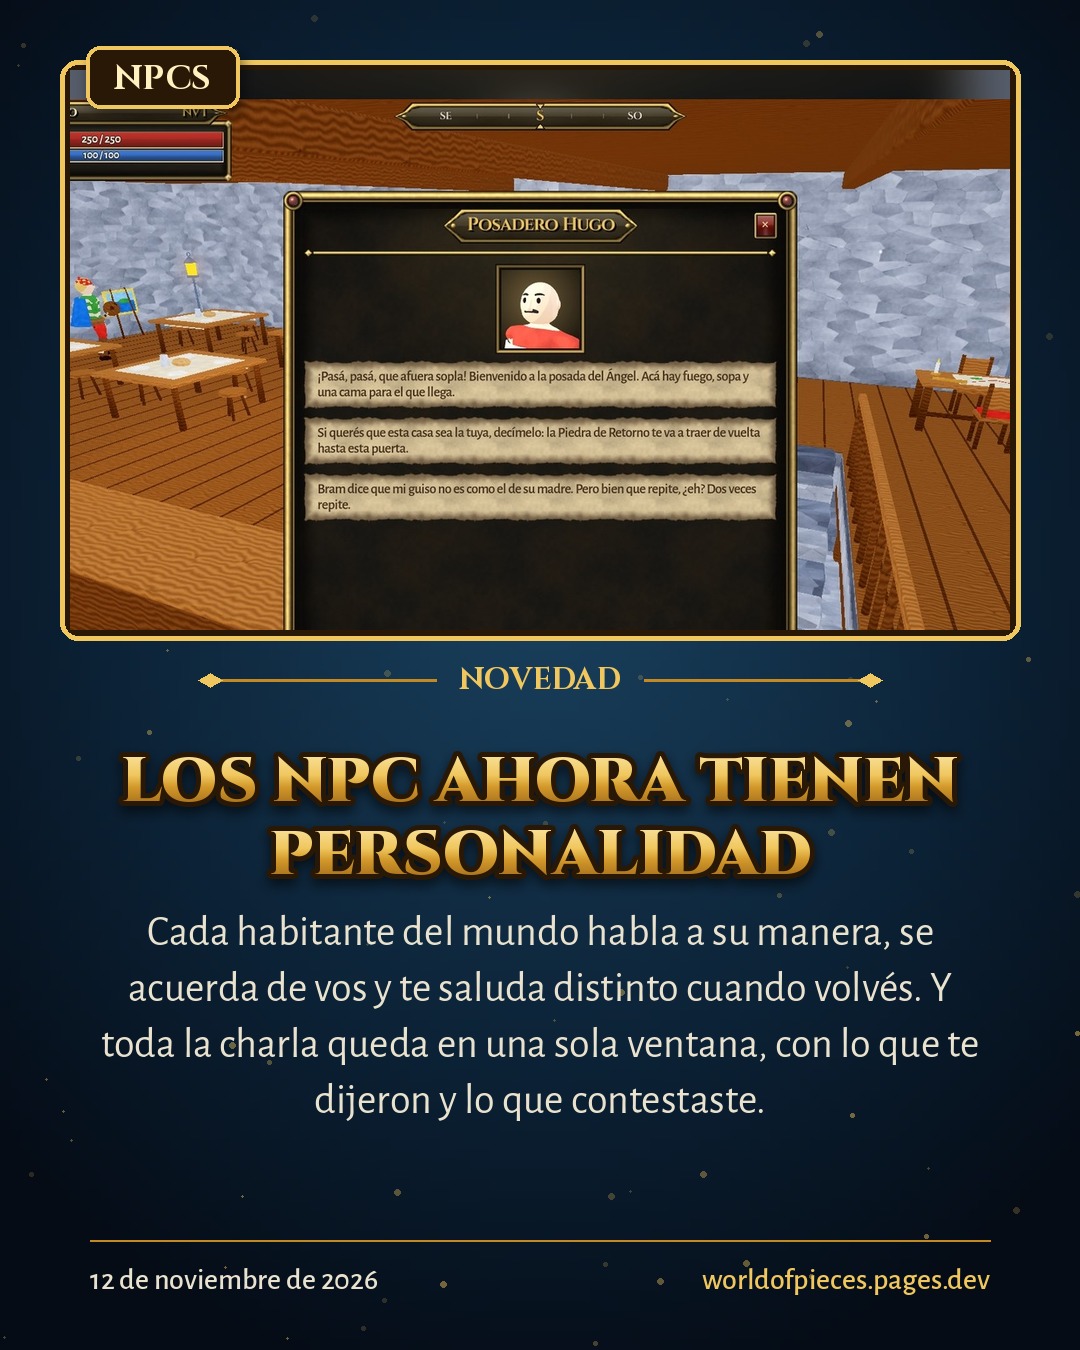 NPCS
O NV1
250 / 250
100 / 100
SE S SO
POSADERO HUGO
¡Pasá, pasá, que afuera sopla! Bienvenido a la posada del Ángel. Acá hay fuego, sopa y
una cama para el que llega.
Si querés que esta casa sea la tuya, decímelo: la Piedra de Retorno te va a traer de vuelta
hasta esta puerta.
Bram dice que mi guiso no es como el de su madre. Pero bien que repite, ¿eh? Dos veces
repite.
NOVEDAD
LOS NPC AHORA TIENEN
PERSONALIDAD
Cada habitante del mundo habla a su manera, se
acuerda de vos y te saluda distinto cuando volvés. Y
toda la charla queda en una sola ventana, con lo que te
dijeron y lo que contestaste.
12 de noviembre de 2026
worldofpieces.pages.dev